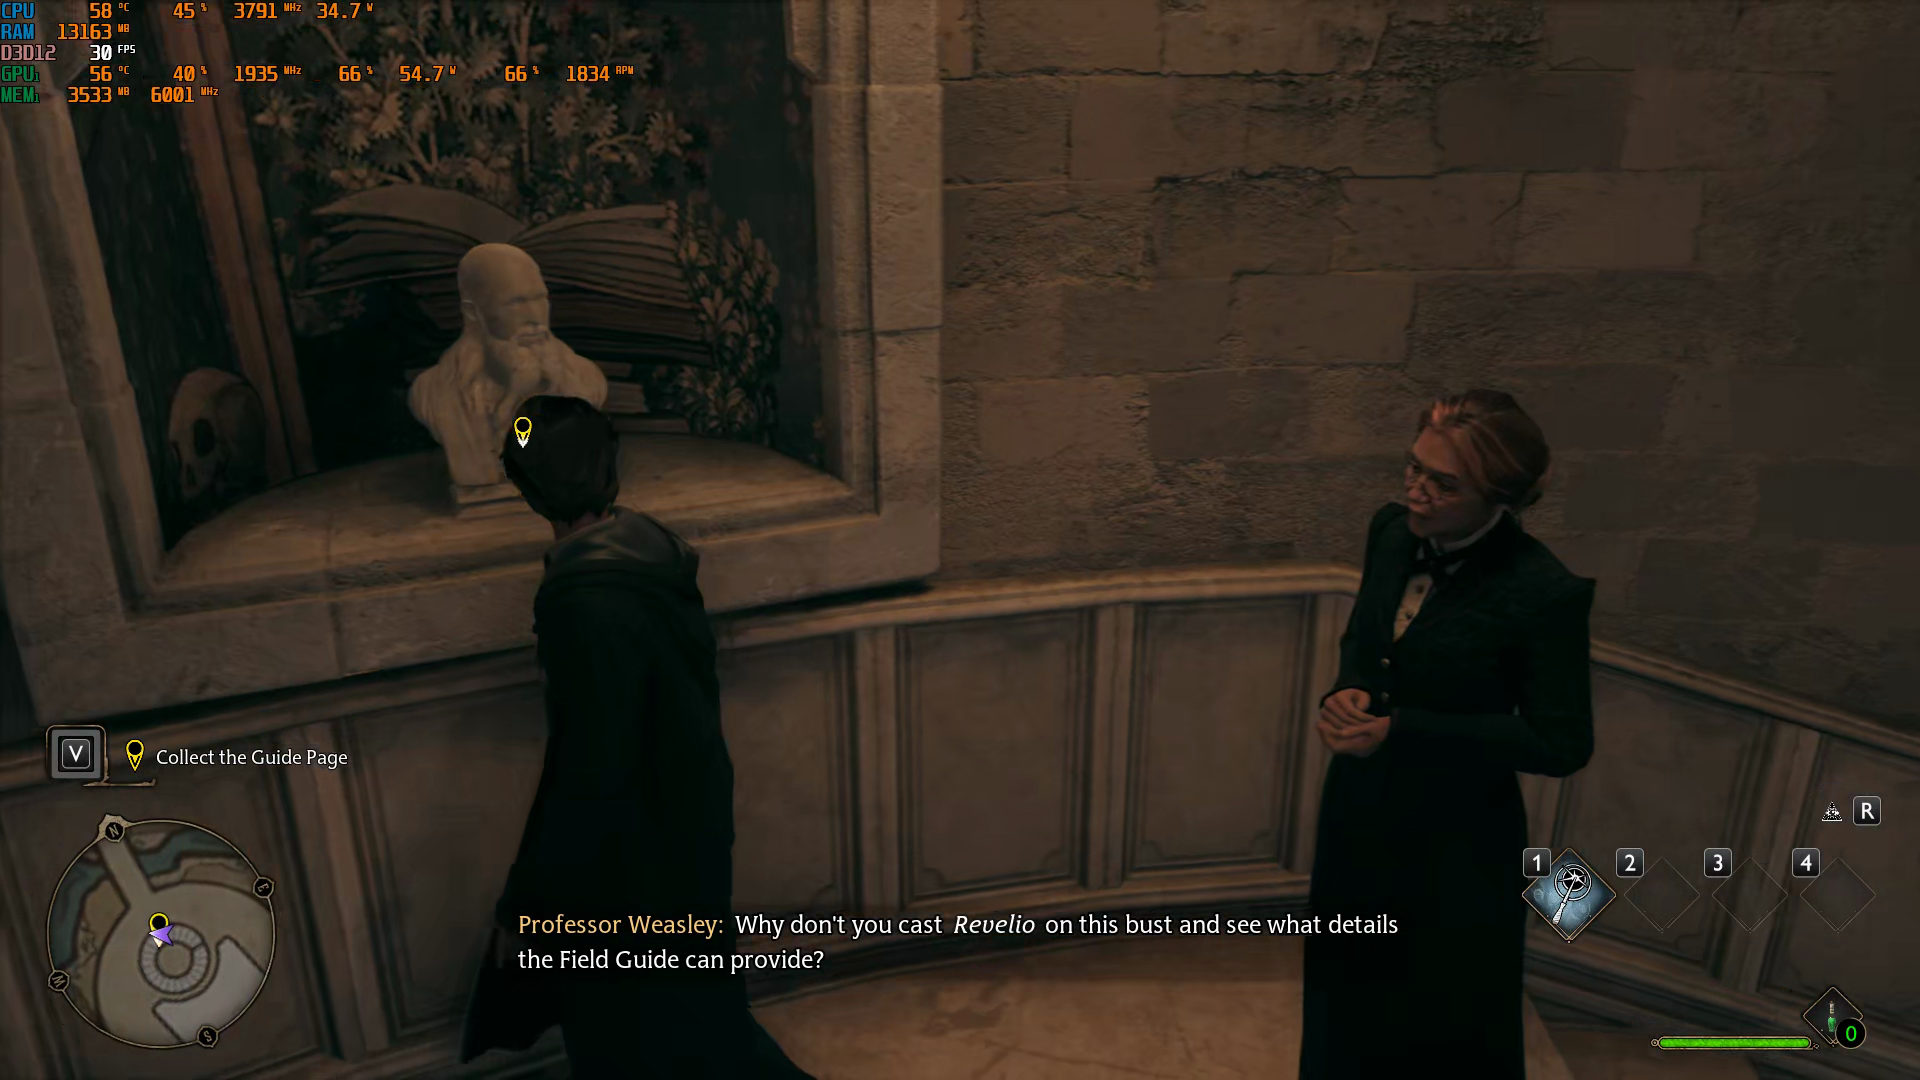 CPU 58 °C 45 % 3791 MHz 34.7 W
RAM 13163 MB
D3D12 30 FPS
GPU1 56 °C 40 % 1935 MHz 66 % 54.7 W 66 % 1834 RPM
MEM1 3533 MB 6001 MHz
V Collect the Guide Page
N
E
W
S
R
1 2 3 4
Professor Weasley: Why don't you cast Revelio on this bust and see what details
the Field Guide can provide?
0